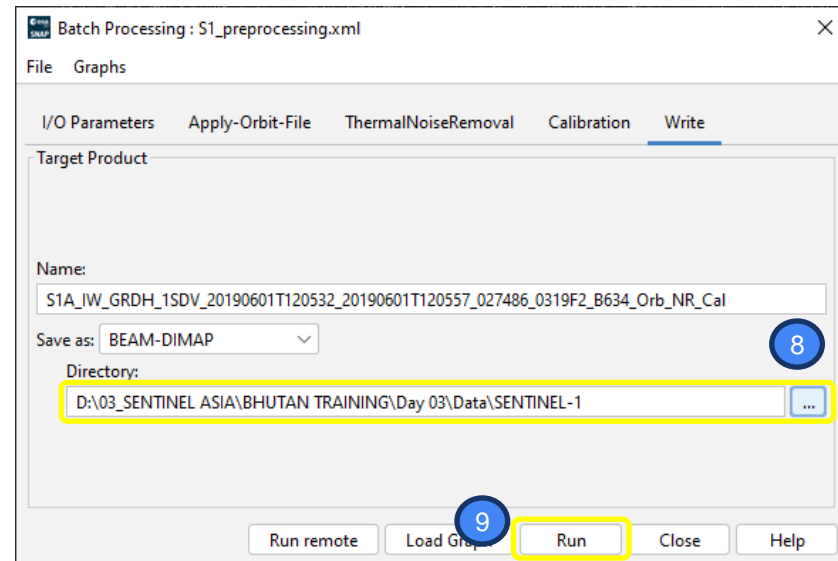 Batch Processing : S1_preprocessing.xml
File Graphs
I/O Parameters Apply-Orbit-File ThermalNoiseRemoval Calibration Write
Target Product
Name:
S1A_IW_GRDH_1SDV_20190601T120532_20190601T120557_027486_0319F2_B634_Orb_NR_Cal
Save as: BEAM-DIMAP
8
Directory:
D:\03_SENTINEL ASIA\BHUTAN TRAINING\Day 03\Data\SENTINEL-1 ...
9
Run remote Load Run Close Help